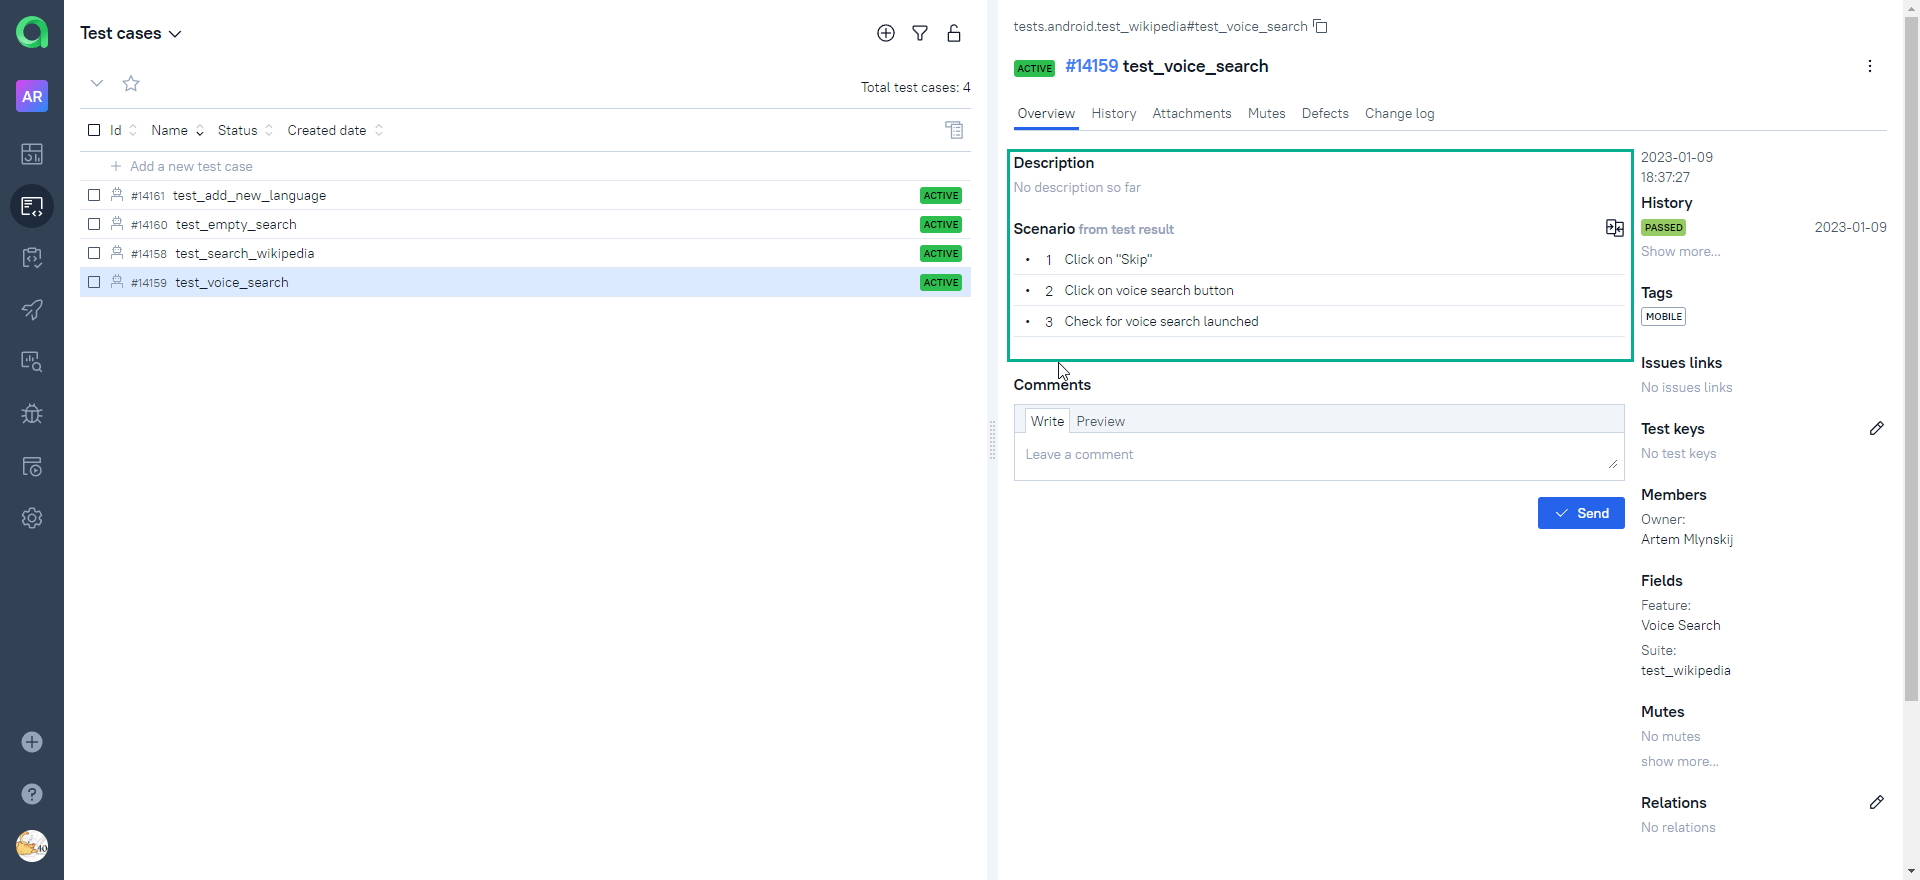 AR
Test cases
Total test cases: 4
Id Name Status Created date
Add a new test case
#14161 test_add_new_language ACTIVE
#14160 test_empty_search ACTIVE
#14158 test_search_wikipedia ACTIVE
#14159 test_voice_search ACTIVE
tests.android.test_wikipedia#test_voice_search
ACTIVE #14159 test_voice_search
Overview History Attachments Mutes Defects Change log
Description
No description so far
Scenario from test result
• 1 Click on "Skip"
• 2 Click on voice search button
• 3 Check for voice search launched
Comments
Write Preview
Leave a comment
Send
2023-01-09
18:37:27
History
PASSED 2023-01-09
Show more...
Tags
MOBILE
Issues links
No issues links
Test keys
No test keys
Members
Owner:
Artem Mlynskij
Fields
Feature:
Voice Search
Suite:
test_wikipedia
Mutes
No mutes
show more...
Relations
No relations